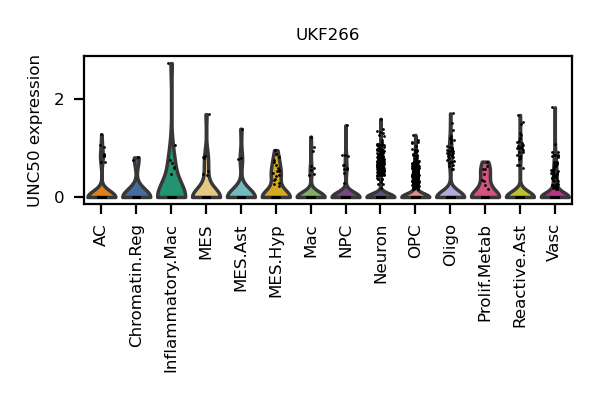 UKF266
UNC50 expression
2
0
AC
Chromatin.Reg
Inflammatory.Mac
MES
MES.Ast
MES.Hyp
Mac
NPC
Neuron
OPC
Oligo
Prolif.Metab
Reactive.Ast
Vasc